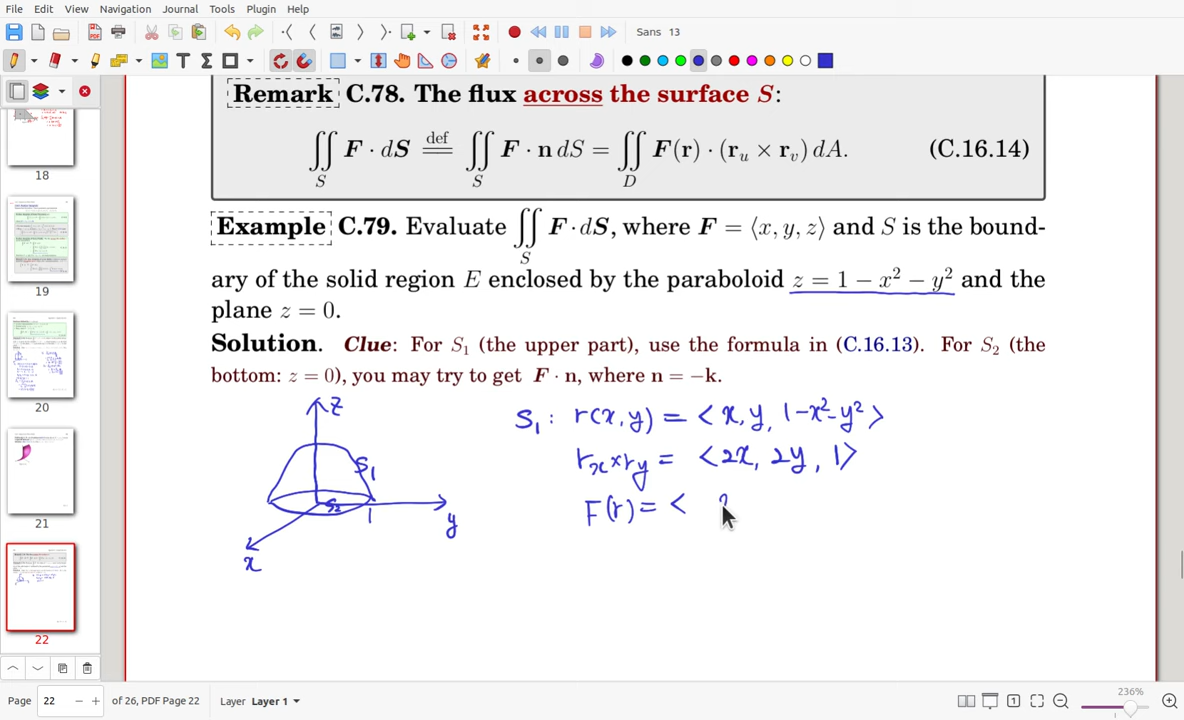 File Edit View Navigation Journal Tools Plugin Help
Sans 13
Remark C.78. The flux across the surface S:
∬_S F · dS =^{def} ∬_S F · n dS = ∬_D F(r) · (r_u × r_v) dA. (C.16.14)
Example C.79. Evaluate ∬_S F·dS, where F = ⟨x, y, z⟩ and S is the bound-
ary of the solid region E enclosed by the paraboloid z = 1 − x² − y² and the
plane z = 0.
Solution. Clue: For S₁ (the upper part), use the formula in (C.16.13). For S₂ (the
bottom: z = 0), you may try to get F · n, where n = −k.
z
S₁
S₂
1
y
x
S₁: r(x, y) = < x, y, 1-x²-y² >
r_x × r_y = < 2x, 2y, 1 >
F(r) = <
18
19
20
21
22
Page 22 of 26, PDF Page 22 Layer Layer 1
236%